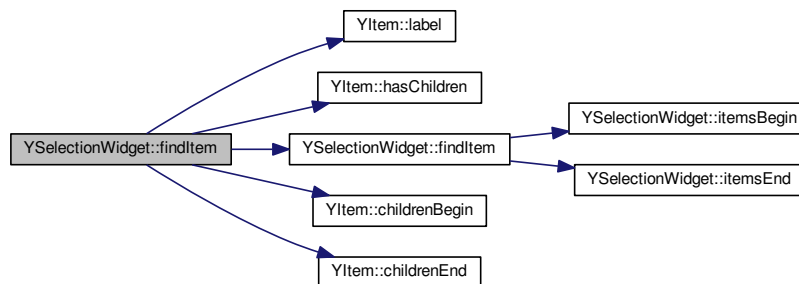 YItem::label
YItem::hasChildren
YSelectionWidget::itemsBegin
YSelectionWidget::findItem
YSelectionWidget::findItem
YSelectionWidget::itemsEnd
YItem::childrenBegin
YItem::childrenEnd